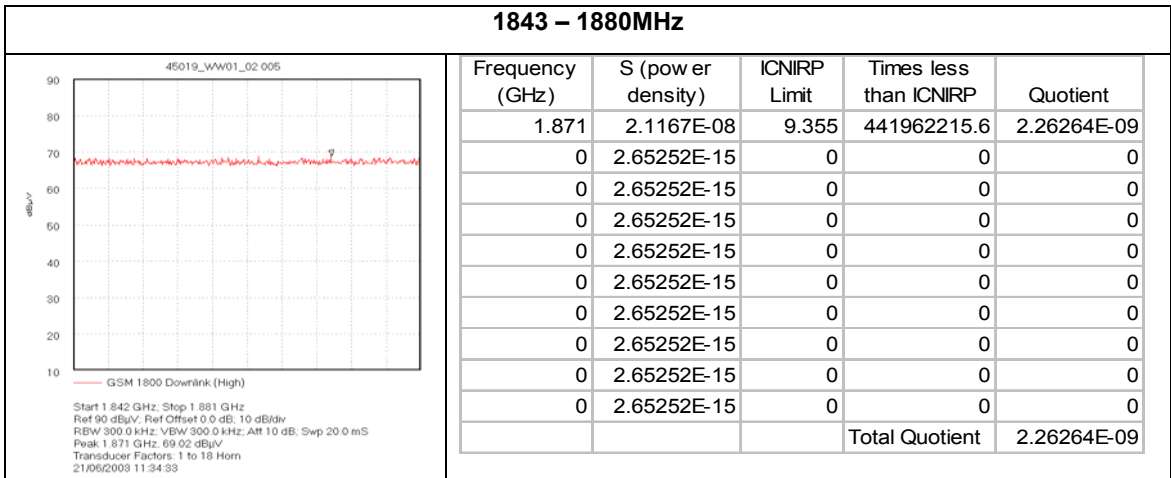 1843 – 1880MHz
45019_WW01_02 005
90
80
70
60
50
40
30
20
10
dBµV
GSM 1800 Downlink (High)
Start 1.842 GHz; Stop 1.881 GHz
Ref 90 dBµV; Ref Offset 0.0 dB; 10 dB/div
RBW 300.0 kHz; VBW 300.0 kHz; Att 10 dB; Swp 20.0 mS
Peak 1.871 GHz, 69.02 dBµV
Transducer Factors: 1 to 18 Horn
21/06/2003 11:34:33
Frequency (GHz) S (power density) ICNIRP Limit Times less than ICNIRP Quotient
1.871 2.1167E-08 9.355 441962215.6 2.26264E-09
0 2.65252E-15 0 0 0
0 2.65252E-15 0 0 0
0 2.65252E-15 0 0 0
0 2.65252E-15 0 0 0
0 2.65252E-15 0 0 0
0 2.65252E-15 0 0 0
0 2.65252E-15 0 0 0
0 2.65252E-15 0 0 0
0 2.65252E-15 0 0 0
Total Quotient 2.26264E-09